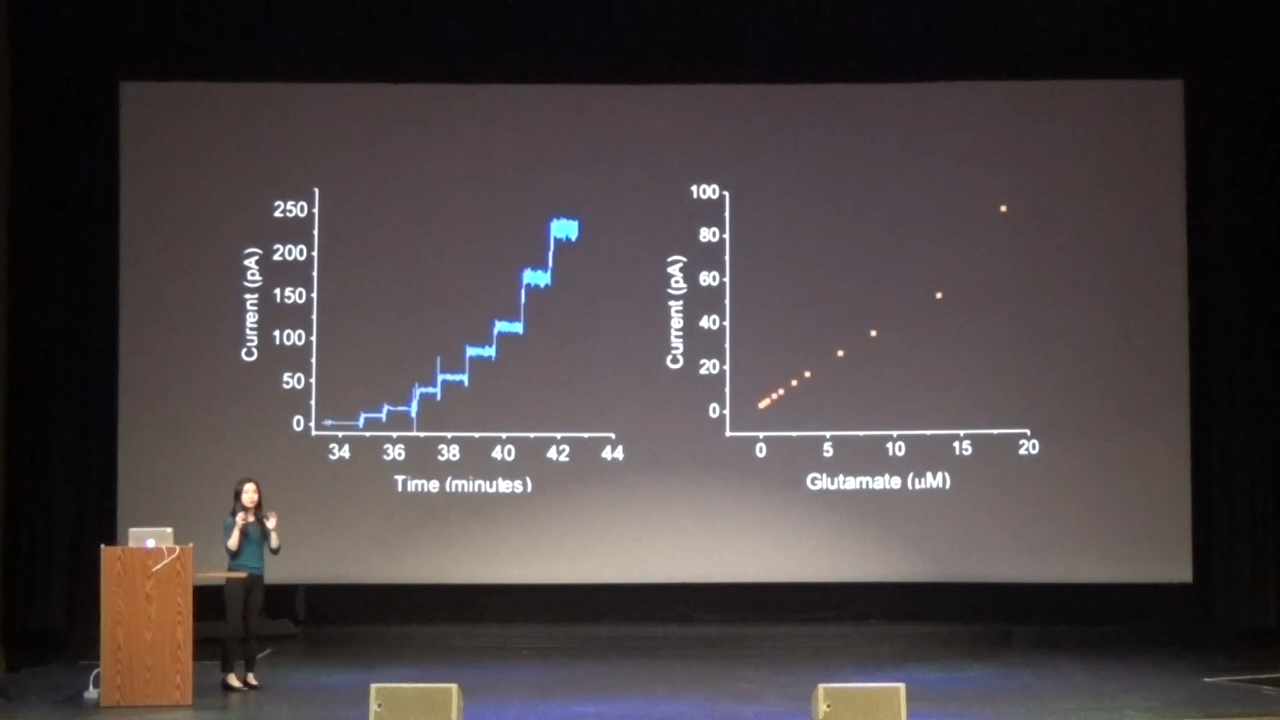 250
200
150
100
50
0
Current (pA)
34 36 38 40 42 44
Time (minutes)
100
80
60
40
20
0
Current (pA)
0 5 10 15 20
Glutamate (μM)